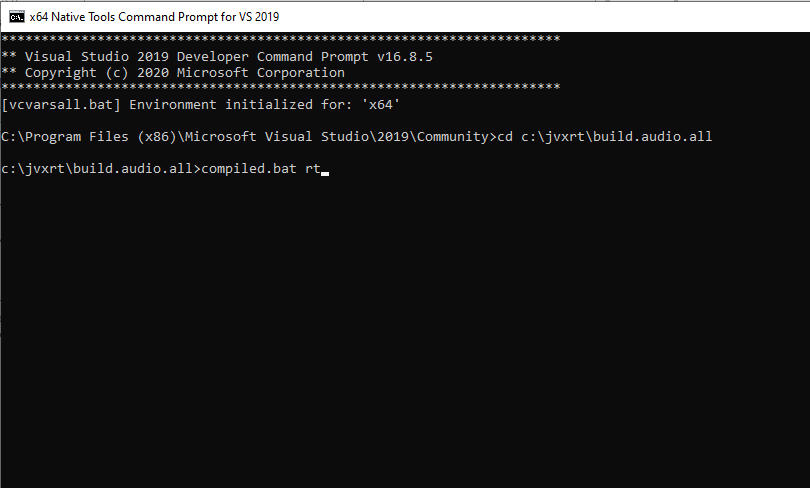 x64 Native Tools Command Prompt for VS 2019
**********************************************************************
** Visual Studio 2019 Developer Command Prompt v16.8.5
** Copyright (c) 2020 Microsoft Corporation
**********************************************************************
[vcvarsall.bat] Environment initialized for: 'x64'
C:\Program Files (x86)\Microsoft Visual Studio\2019\Community>cd c:\jvxrt\build.audio.all
c:\jvxrt\build.audio.all>compiled.bat rt